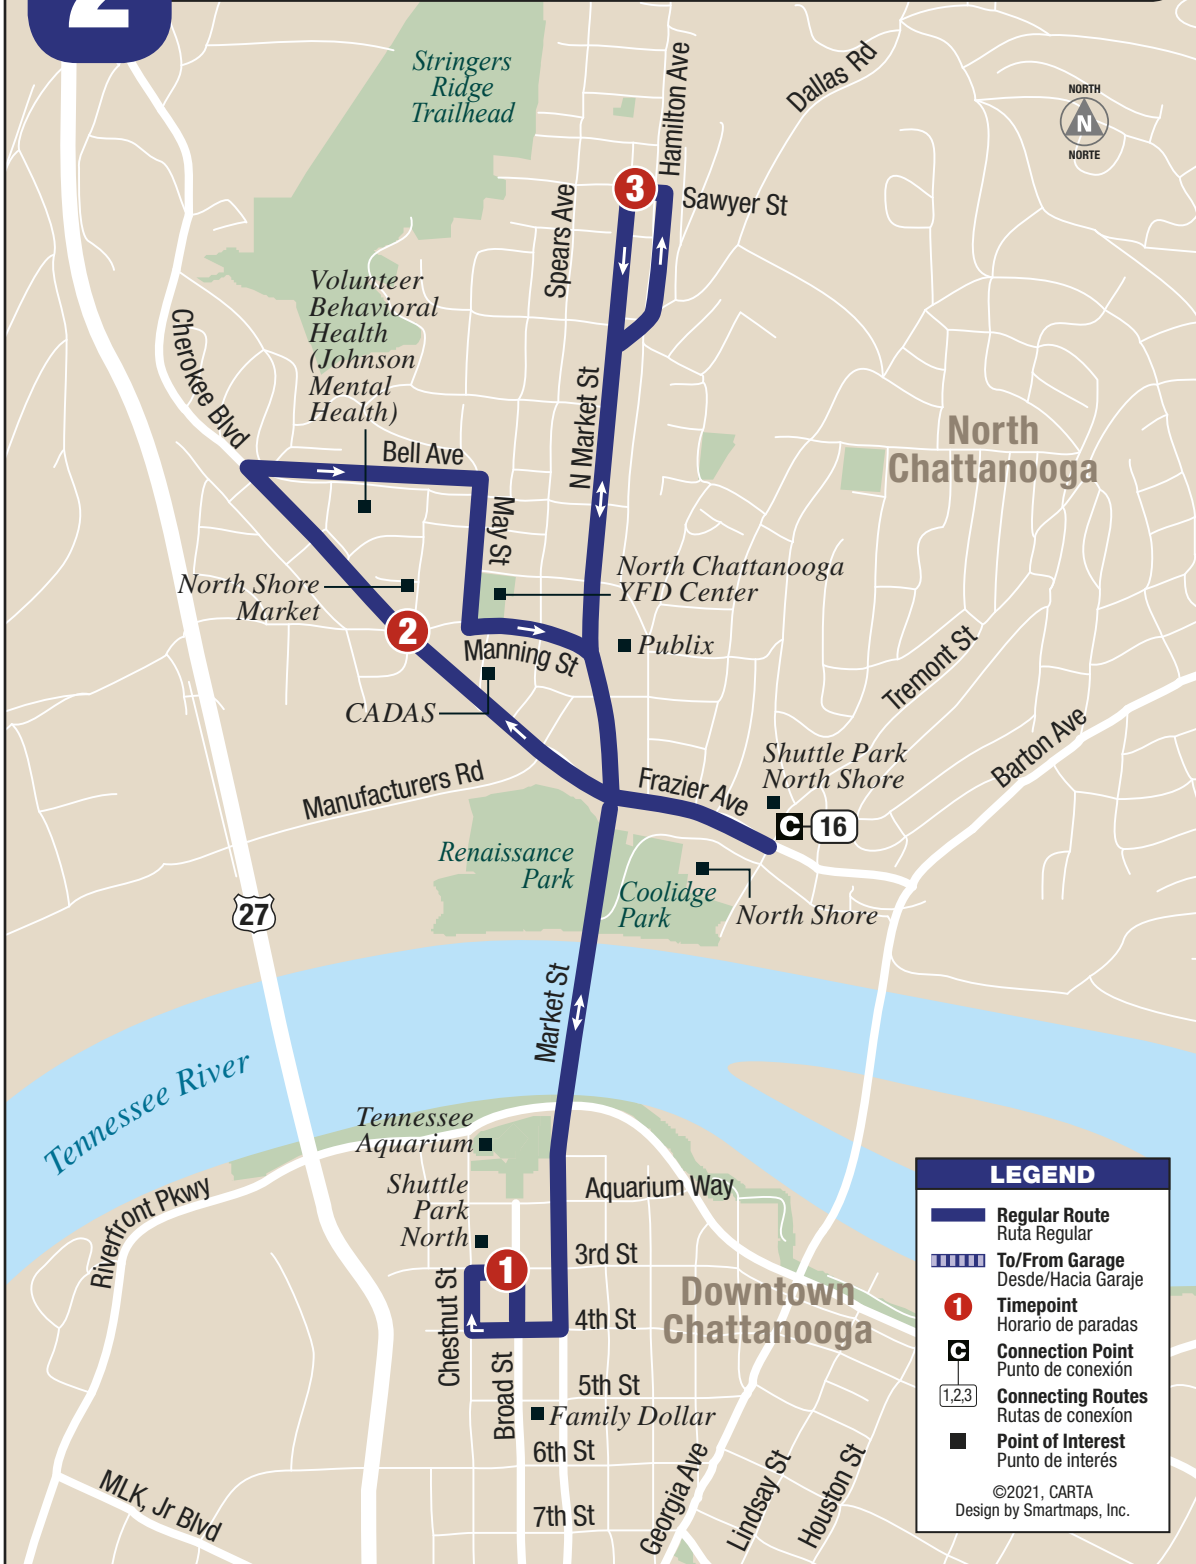 2
Stringers
Ridge
Trailhead
Hamilton Ave
Dallas Rd
NORTH
N
NORTE
3
Sawyer St
Spears Ave
Volunteer
Behavioral
Health
(Johnson
Mental
Health)
Cherokee Blvd
N Market St
North
Chattanooga
Bell Ave
May St
North Chattanooga
YFD Center
North Shore
Market
2
Publix
Manning St
CADAS
Tremont St
Barton Ave
Shuttle Park
North Shore
Manufacturers Rd
Frazier Ave
C
16
Renaissance
Park
Coolidge
Park
North Shore
27
Market St
Tennessee River
Tennessee
Aquarium
Riverfront Pkwy
Shuttle
Park
North
Aquarium Way
1
3rd St
Chestnut St
4th St
Downtown
Chattanooga
Broad St
5th St
Family Dollar
6th St
7th St
MLK, Jr Blvd
Georgia Ave
Lindsay St
Houston St
LEGEND
Regular Route
Ruta Regular
To/From Garage
Desde/Hacia Garaje
1
Timepoint
Horario de paradas
C
Connection Point
Punto de conexión
1,2,3
Connecting Routes
Rutas de conexíon
Point of Interest
Punto de interés
©2021, CARTA
Design by Smartmaps, Inc.